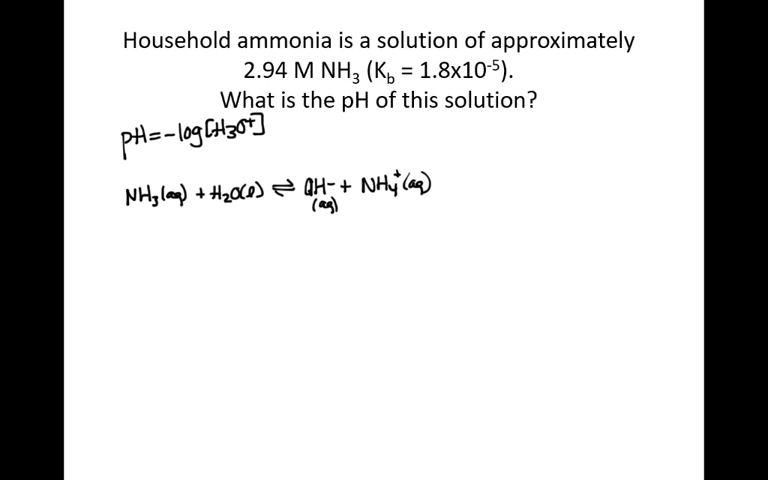 Household ammonia is a solution of approximately
2.94 M NH₃ (K_b = 1.8x10⁻⁵).
What is the pH of this solution?
pH=-log[H₃O⁺]
NH₃(aq) + H₂O(l) ⇌ OH- + NH₄⁺(aq)
(aq)